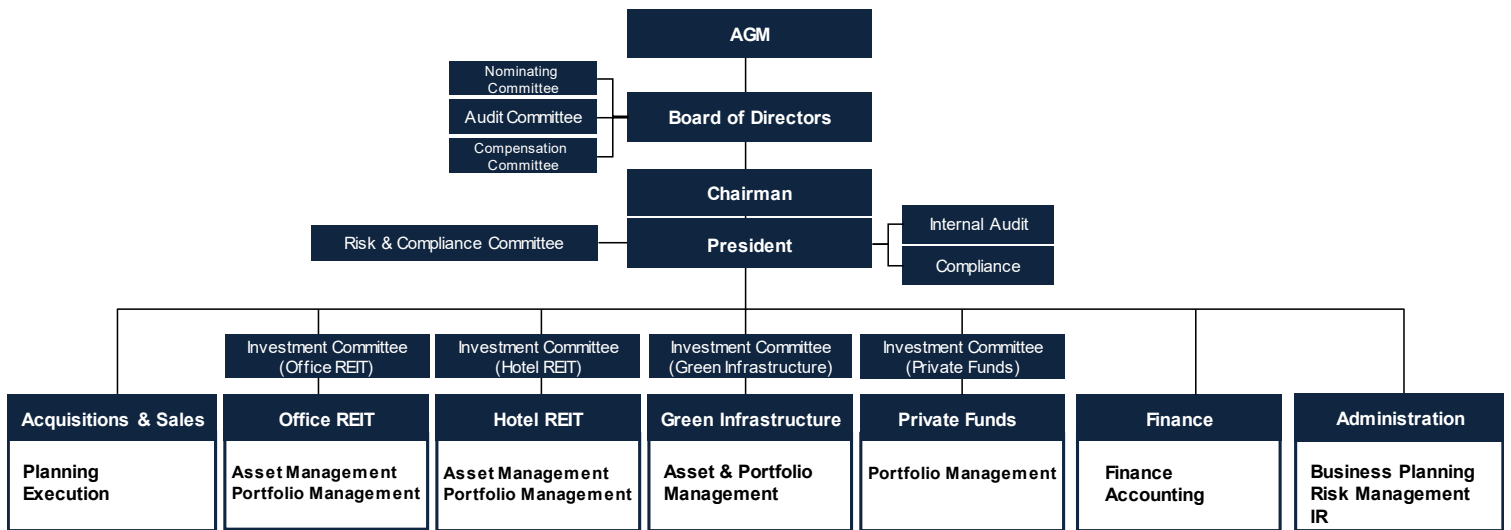 AGM
Nominating
Committee
Audit Committee
Board of Directors
Compensation
Committee
Chairman
Risk & Compliance Committee
President
Internal Audit
Compliance
Investment Committee
(Office REIT)
Investment Committee
(Hotel REIT)
Investment Committee
(Green Infrastructure)
Investment Committee
(Private Funds)
Acquisitions & Sales
Planning
Execution
Office REIT
Asset Management
Portfolio Management
Hotel REIT
Asset Management
Portfolio Management
Green Infrastructure
Asset & Portfolio
Management
Private Funds
Portfolio Management
Finance
Finance
Accounting
Administration
Business Planning
Risk Management
IR